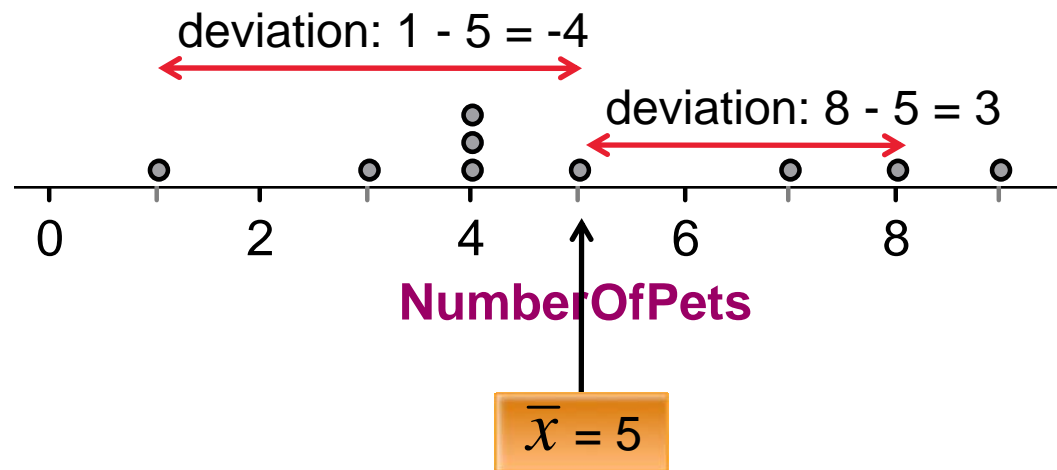 deviation: 1 - 5 = -4
deviation: 8 - 5 = 3
0 2 4 6 8
NumberOfPets
x̅ = 5